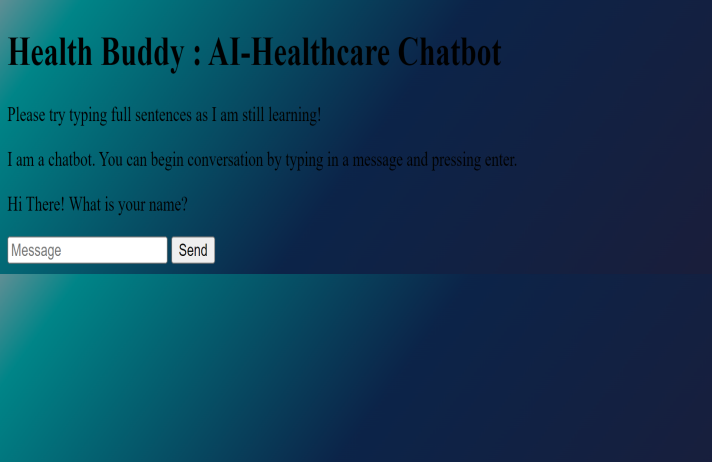 Health Buddy : AI-Healthcare Chatbot
Please try typing full sentences as I am still learning!
I am a chatbot. You can begin conversation by typing in a message and pressing enter.
Hi There! What is your name?
Message Send